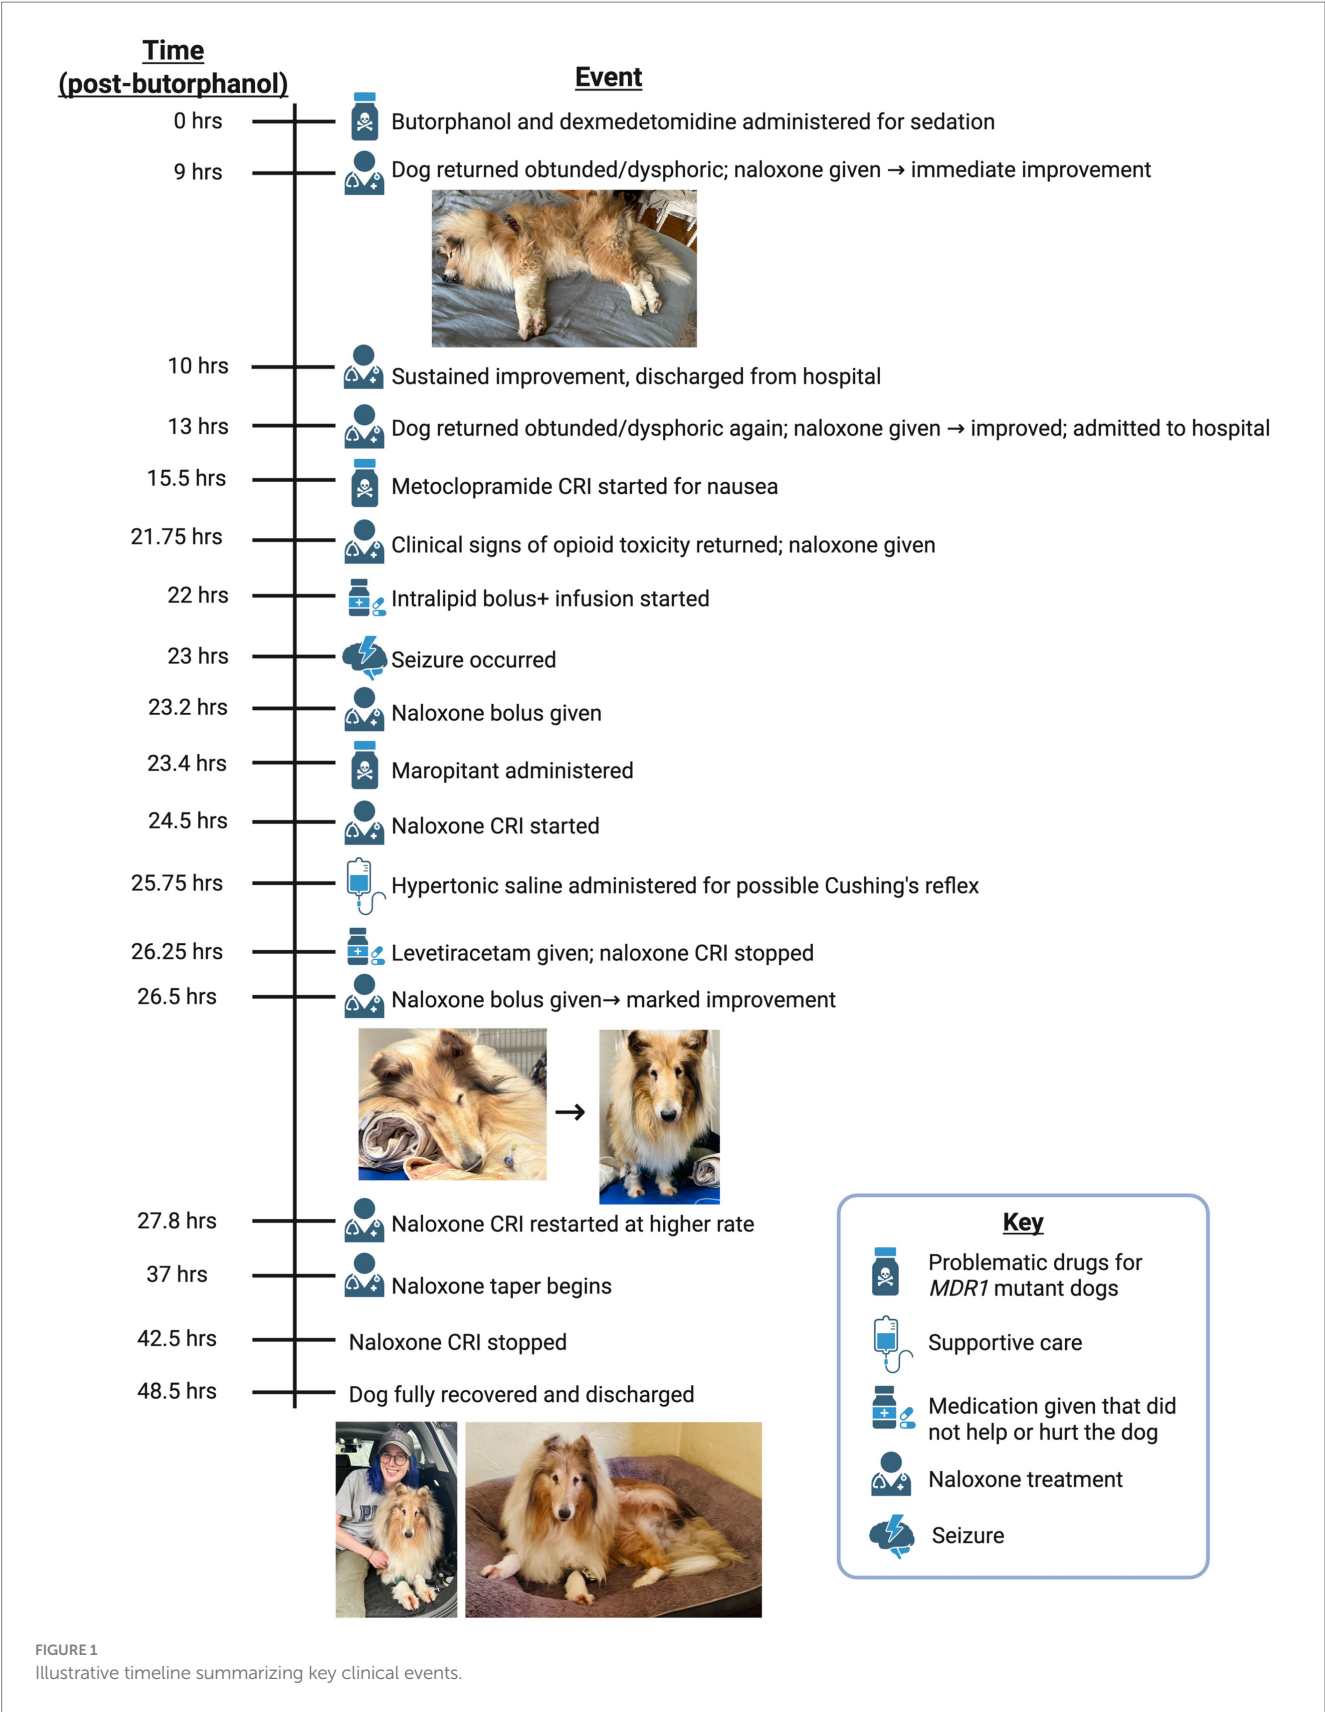 Time
(post-butorphanol)
Event
0 hrs
Butorphanol and dexmedetomidine administered for sedation
9 hrs
Dog returned obtunded/dysphoric; naloxone given → immediate improvement
10 hrs
Sustained improvement, discharged from hospital
13 hrs
Dog returned obtunded/dysphoric again; naloxone given → improved; admitted to hospital
15.5 hrs
Metoclopramide CRI started for nausea
21.75 hrs
Clinical signs of opioid toxicity returned; naloxone given
22 hrs
Intralipid bolus+ infusion started
23 hrs
Seizure occurred
23.2 hrs
Naloxone bolus given
23.4 hrs
Maropitant administered
24.5 hrs
Naloxone CRI started
25.75 hrs
Hypertonic saline administered for possible Cushing's reflex
26.25 hrs
Levetiracetam given; naloxone CRI stopped
26.5 hrs
Naloxone bolus given→ marked improvement
27.8 hrs
Naloxone CRI restarted at higher rate
37 hrs
Naloxone taper begins
42.5 hrs
Naloxone CRI stopped
48.5 hrs
Dog fully recovered and discharged
Key
Problematic drugs for
MDR1 mutant dogs
Supportive care
Medication given that did
not help or hurt the dog
Naloxone treatment
Seizure
FIGURE 1
Illustrative timeline summarizing key clinical events.